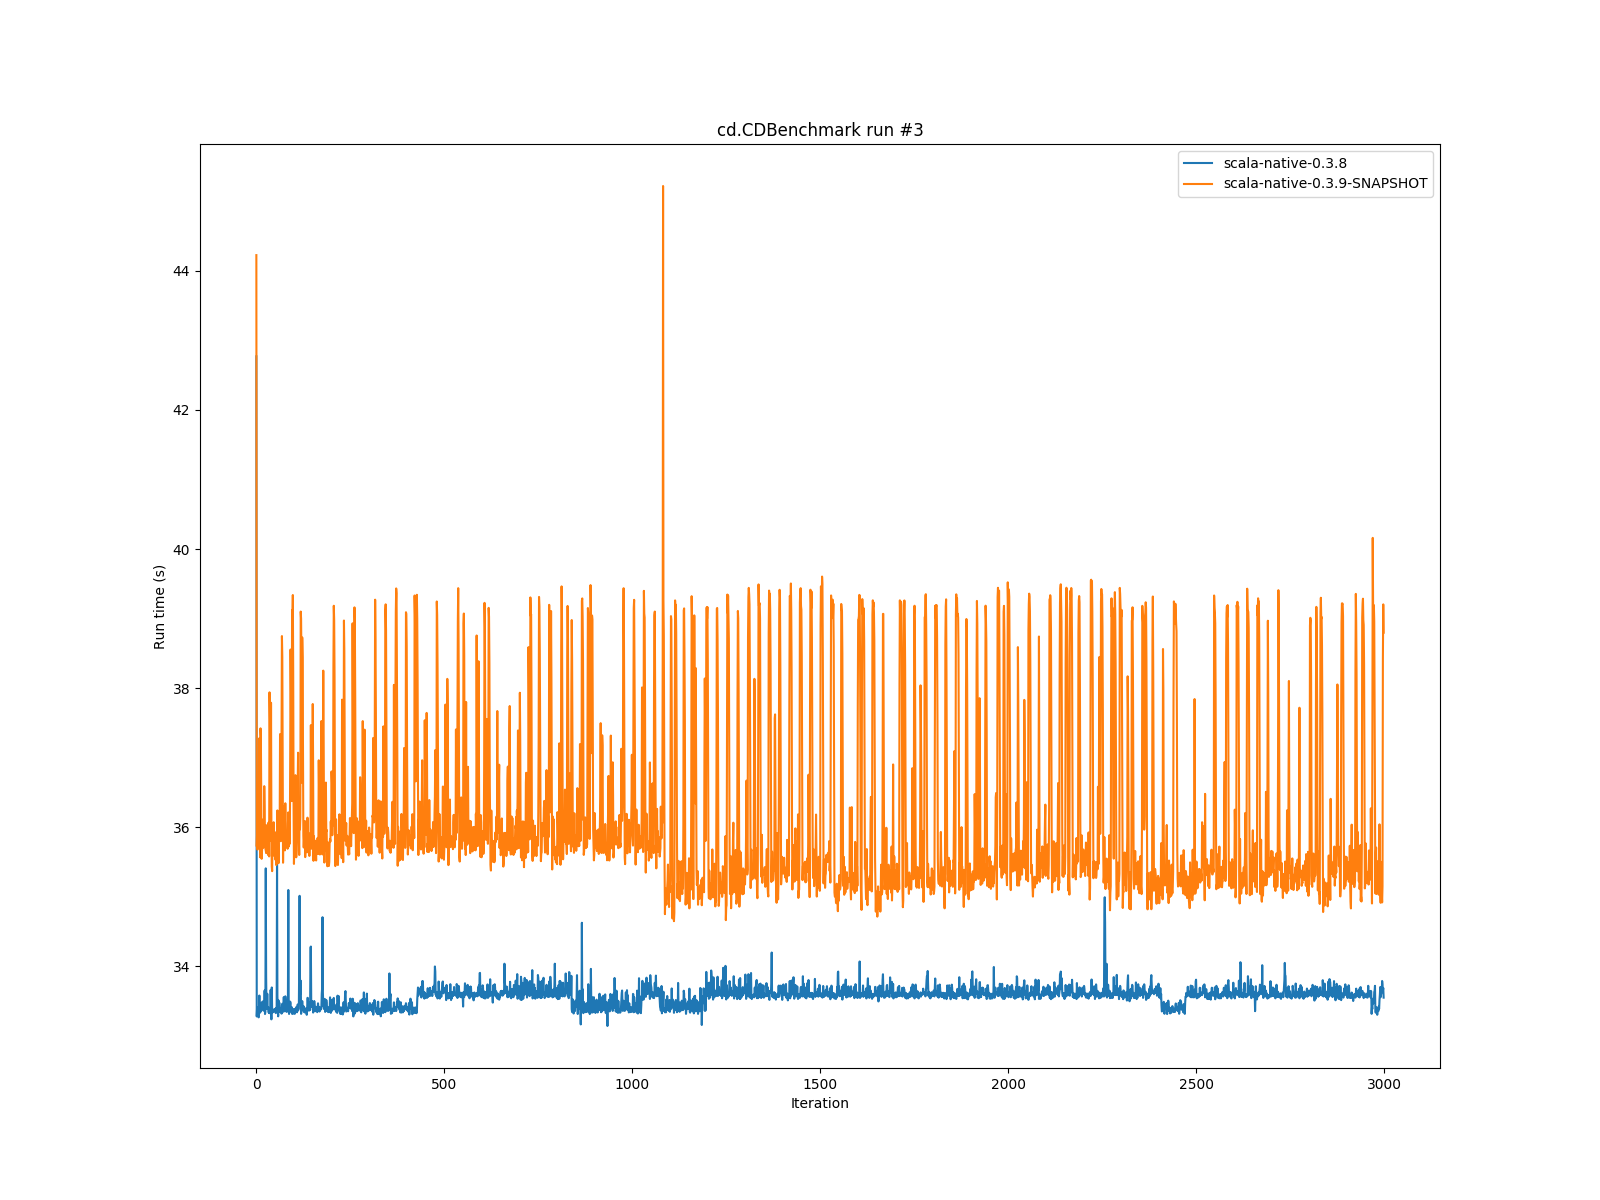 cd.CDBenchmark run #3
scala-native-0.3.8
scala-native-0.3.9-SNAPSHOT
Run time (s)
44
42
40
38
36
34
0
500
1000
1500
2000
2500
3000
Iteration